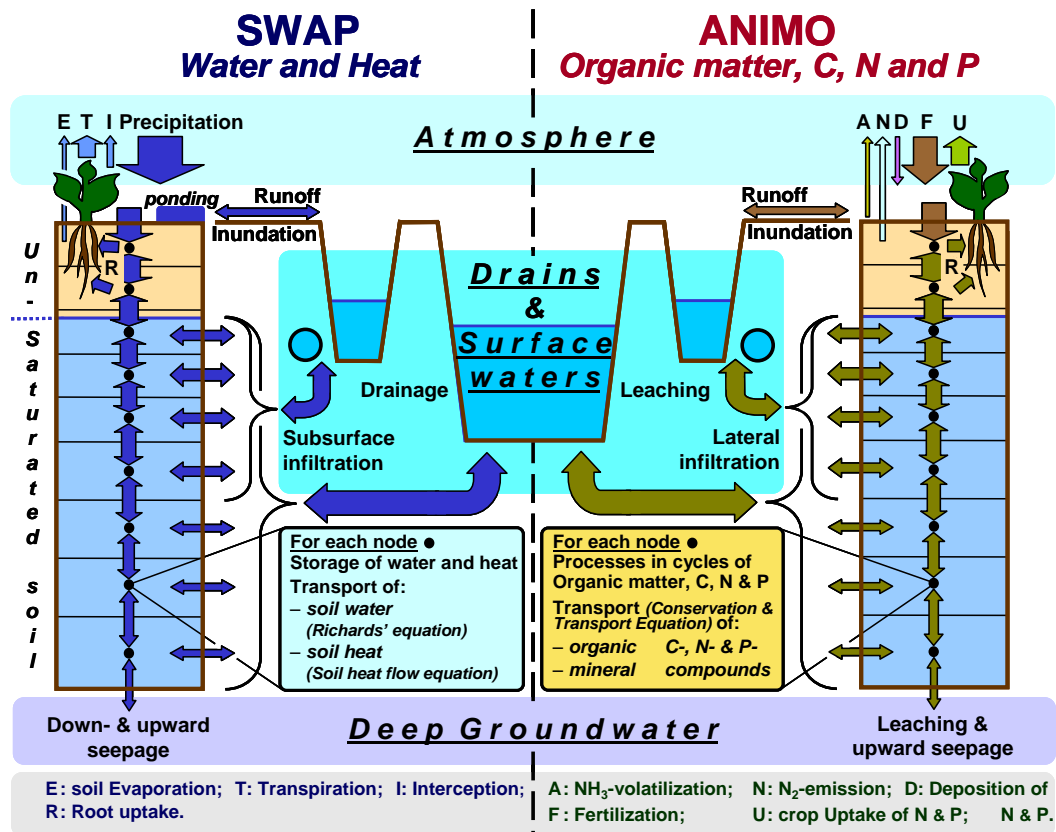 SWAP
Water and Heat
ANIMO
Organic matter, C, N and P
E T I Precipitation
Atmosphere
A N D F U
ponding
Runoff
Inundation
Runoff
Inundation
R
R
Un-
Saturated soil
Drains
&
Surface
waters
Drainage
Leaching
Subsurface
infiltration
Lateral
infiltration
For each node ●
Storage of water and heat
Transport of:
– soil water
(Richards' equation)
– soil heat
(Soil heat flow equation)
For each node ●
Processes in cycles of
Organic matter, C, N & P
Transport (Conservation &
Transport Equation) of:
– organic C-, N- & P-
– mineral compounds
Down- & upward
seepage
Deep Groundwater
Leaching &
upward seepage
E: soil Evaporation; T: Transpiration; I: Interception;
R: Root uptake.
A: NH₃-volatilization; N: N₂-emission; D: Deposition of
F: Fertilization; U: crop Uptake of N & P; N & P.